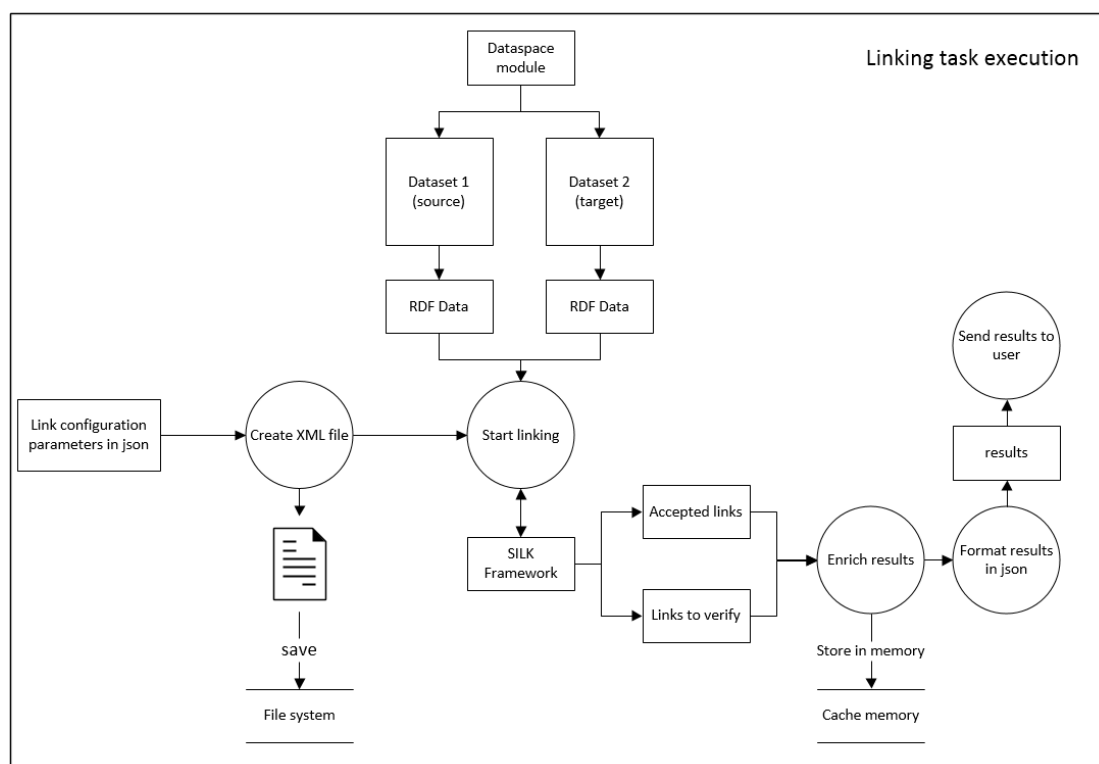 Linking task execution
Dataspace
module
Dataset 1
(source)
Dataset 2
(target)
RDF Data
RDF Data
Send results to
user
Link configuration
parameters in json
Create XML file
Start linking
results
Accepted links
SILK
Framework
Enrich results
Format results
in json
Links to verify
save
Store in memory
File system
Cache memory